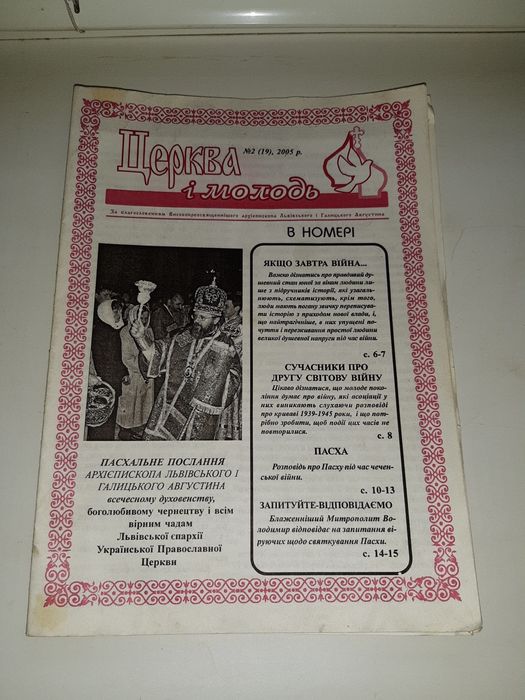 Церква
і молодь
№2 (19), 2005 р.
За благословенням Високопреосвященнішого архієпископа Львівського і Галицького Августина
В НОМЕРІ
ЯКЩО ЗАВТРА ВІЙНА...
Важко дізнатись про правдивий ду-
шевний стан юної за віком людини ли-
ше з підручників історії, які узагаль-
нюють, схематизують, крім того,
люди мають погану звичку переписува-
ти історію з приходом нової влади, і,
що найтрагічніше, в них упущені по-
чуття і переживання простої людини
великої душевної напруги під час війни.
с. 6-7
СУЧАСНИКИ ПРО
ДРУГУ СВІТОВУ ВІЙНУ
Цікаво дізнатися, що молоде поко-
ління думає про війну, які асоціації у
них виникають слухаючи розповіді
про криваві 1939-1945 роки, і що пот-
рібно зробити, щоб події цих часів не
повторилися.
с. 8
ПАСХА
Розповідь про Пасху під час чечен-
ської війни.
с. 10-13
ЗАПИТУЙТЕ-ВІДПОВІДАЄМО
Блаженніший Митрополит Во-
лодимир відповідає на запитання ві-
руючих щодо святкування Пасхи.
с. 14-15
ПАСХАЛЬНЕ ПОСЛАННЯ
АРХІЄПИСКОПА ЛЬВІВСЬКОГО І
ГАЛИЦЬКОГО АВГУСТИНА
всечесному духовенству,
боголюбивому чернецтву і всім
вірним чадам
Львівської єпархії
Української Православної
Церкви